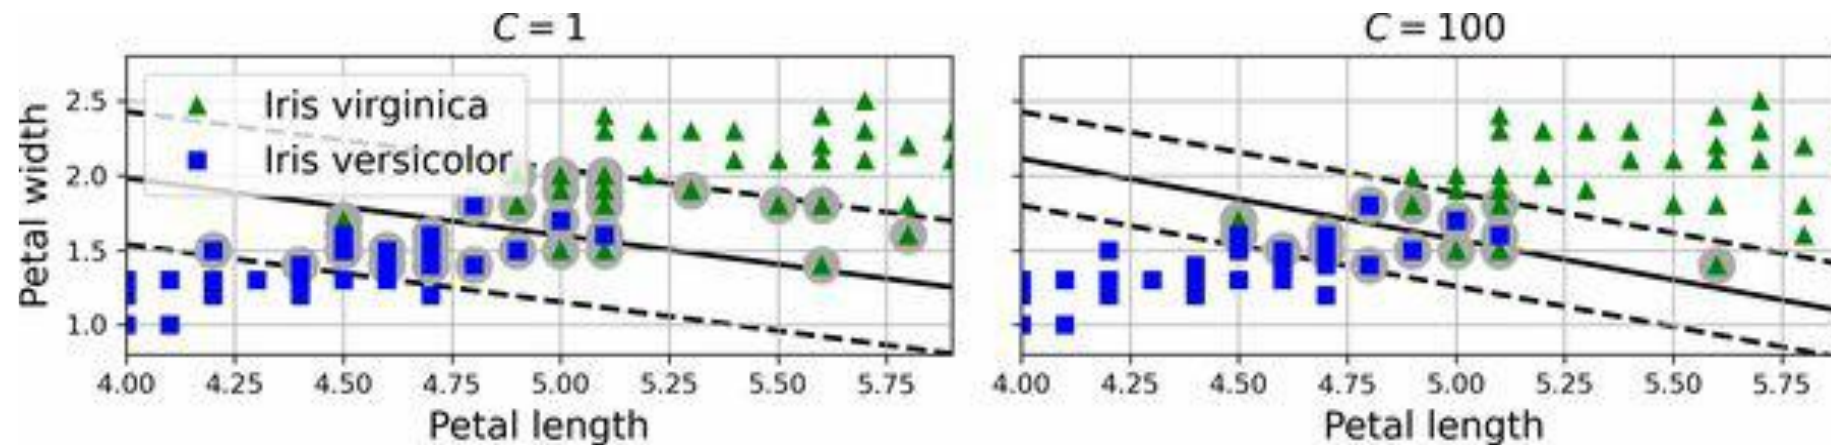 C = 1
C = 100
Petal width
2.5
2.0
1.5
1.0
Iris virginica
Iris versicolor
4.00 4.25 4.50 4.75 5.00 5.25 5.50 5.75
4.00 4.25 4.50 4.75 5.00 5.25 5.50 5.75
Petal length
Petal length